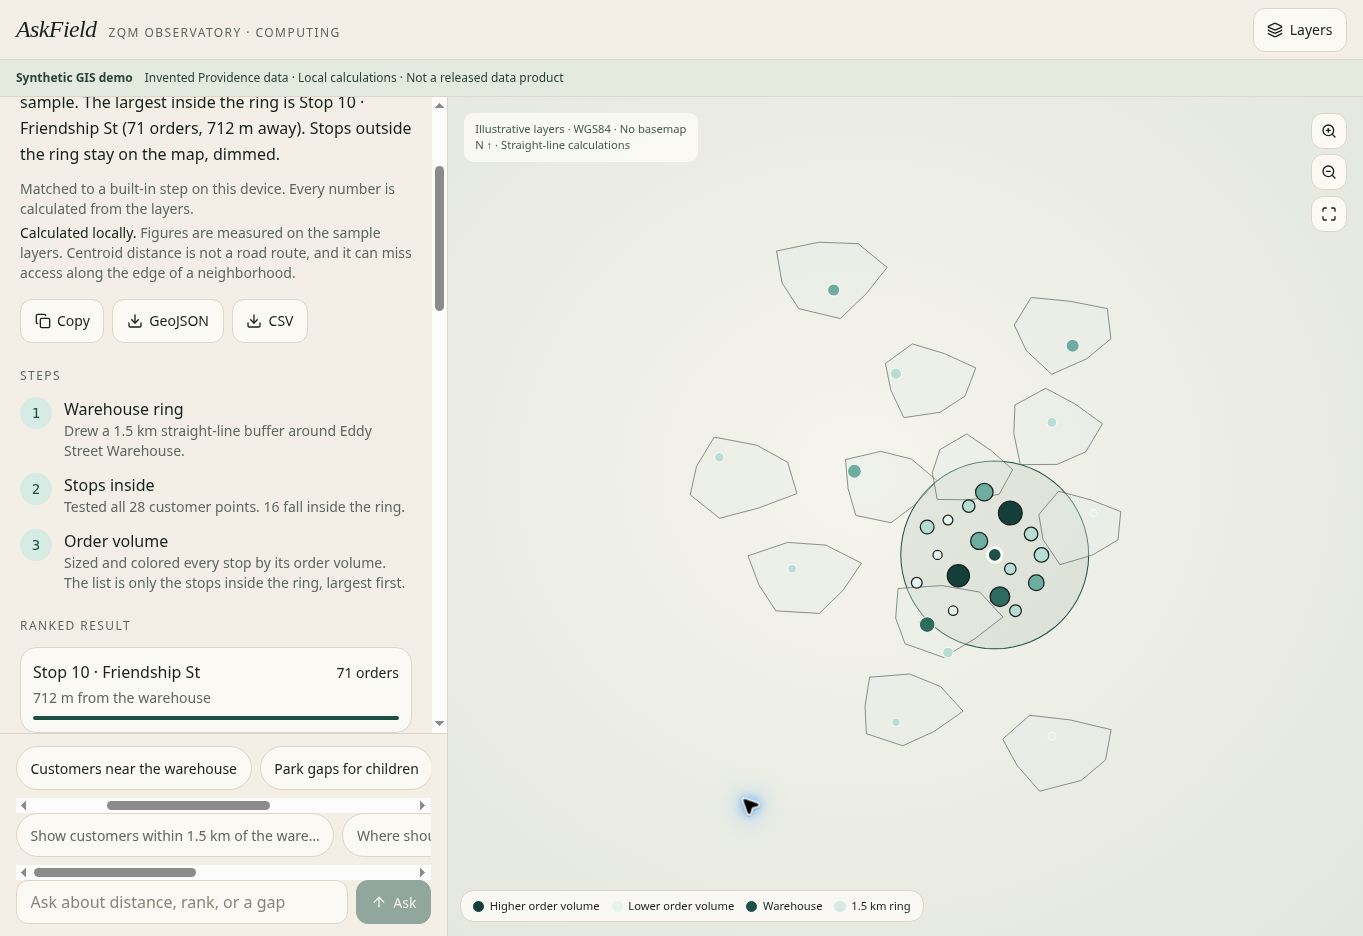 AskField ZQM OBSERVATORY · COMPUTING
Layers
Synthetic GIS demo Invented Providence data · Local calculations · Not a released data product
sample. The largest inside the ring is Stop 10 ·
Friendship St (71 orders, 712 m away). Stops outside
the ring stay on the map, dimmed.
Matched to a built-in step on this device. Every number is
calculated from the layers.
Calculated locally. Figures are measured on the sample
layers. Centroid distance is not a road route, and it can miss
access along the edge of a neighborhood.
Copy GeoJSON CSV
STEPS
1 Warehouse ring
Drew a 1.5 km straight-line buffer around Eddy
Street Warehouse.
2 Stops inside
Tested all 28 customer points. 16 fall inside the ring.
3 Order volume
Sized and colored every stop by its order volume.
The list is only the stops inside the ring, largest first.
RANKED RESULT
Stop 10 · Friendship St 71 orders
712 m from the warehouse
Customers near the warehouse Park gaps for children
Show customers within 1.5 km of the ware... Where shou
Ask about distance, rank, or a gap Ask
Illustrative layers · WGS84 · No basemap
N ↑ · Straight-line calculations
Higher order volume Lower order volume Warehouse 1.5 km ring